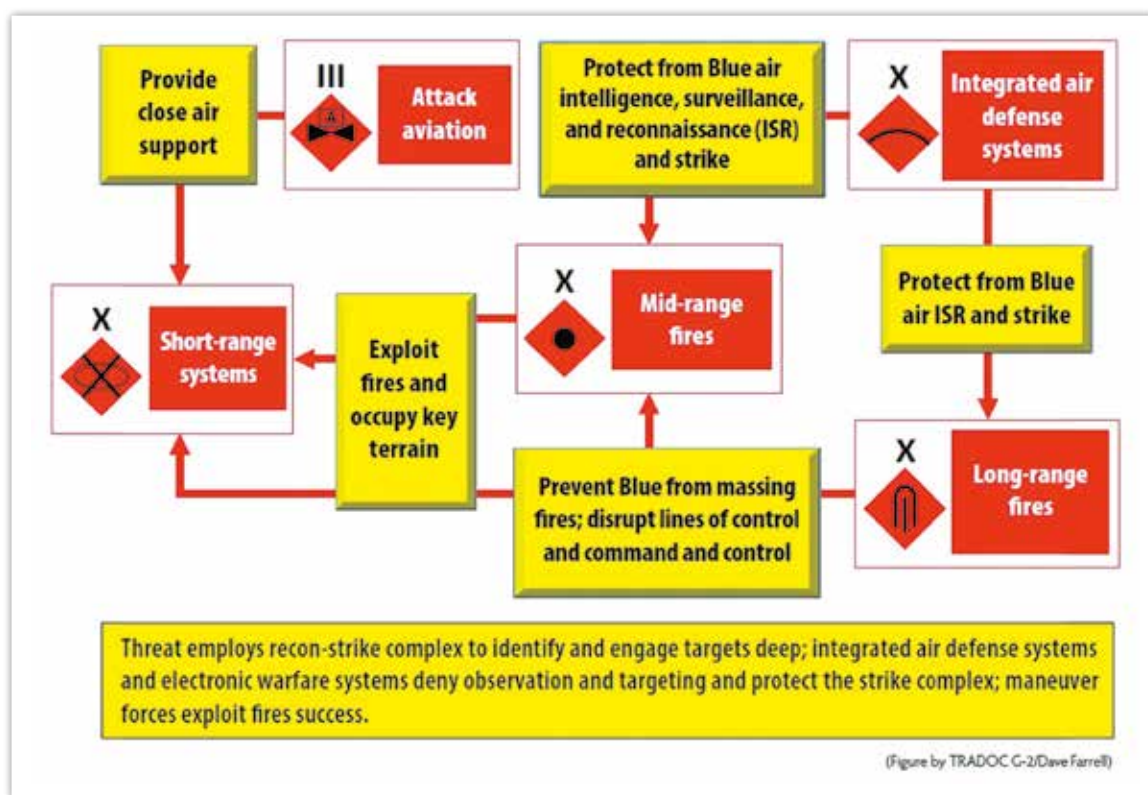 Provide
close air
support
III
A
Attack
aviation
Protect from Blue air
intelligence, surveillance,
and reconnaissance (ISR)
and strike
X
Integrated air
defense
systems
Protect from Blue
air ISR and strike
X
Short-range
systems
Exploit
fires and
occupy key
terrain
X
Mid-range
fires
Prevent Blue from massing
fires; disrupt lines of control
and command and control
X
Long-range
fires
Threat employs recon-strike complex to identify and engage targets deep; integrated air defense systems
and electronic warfare systems deny observation and targeting and protect the strike complex; maneuver
forces exploit fires success.
(Figure by TRADOC G-2/Dave Farrell)